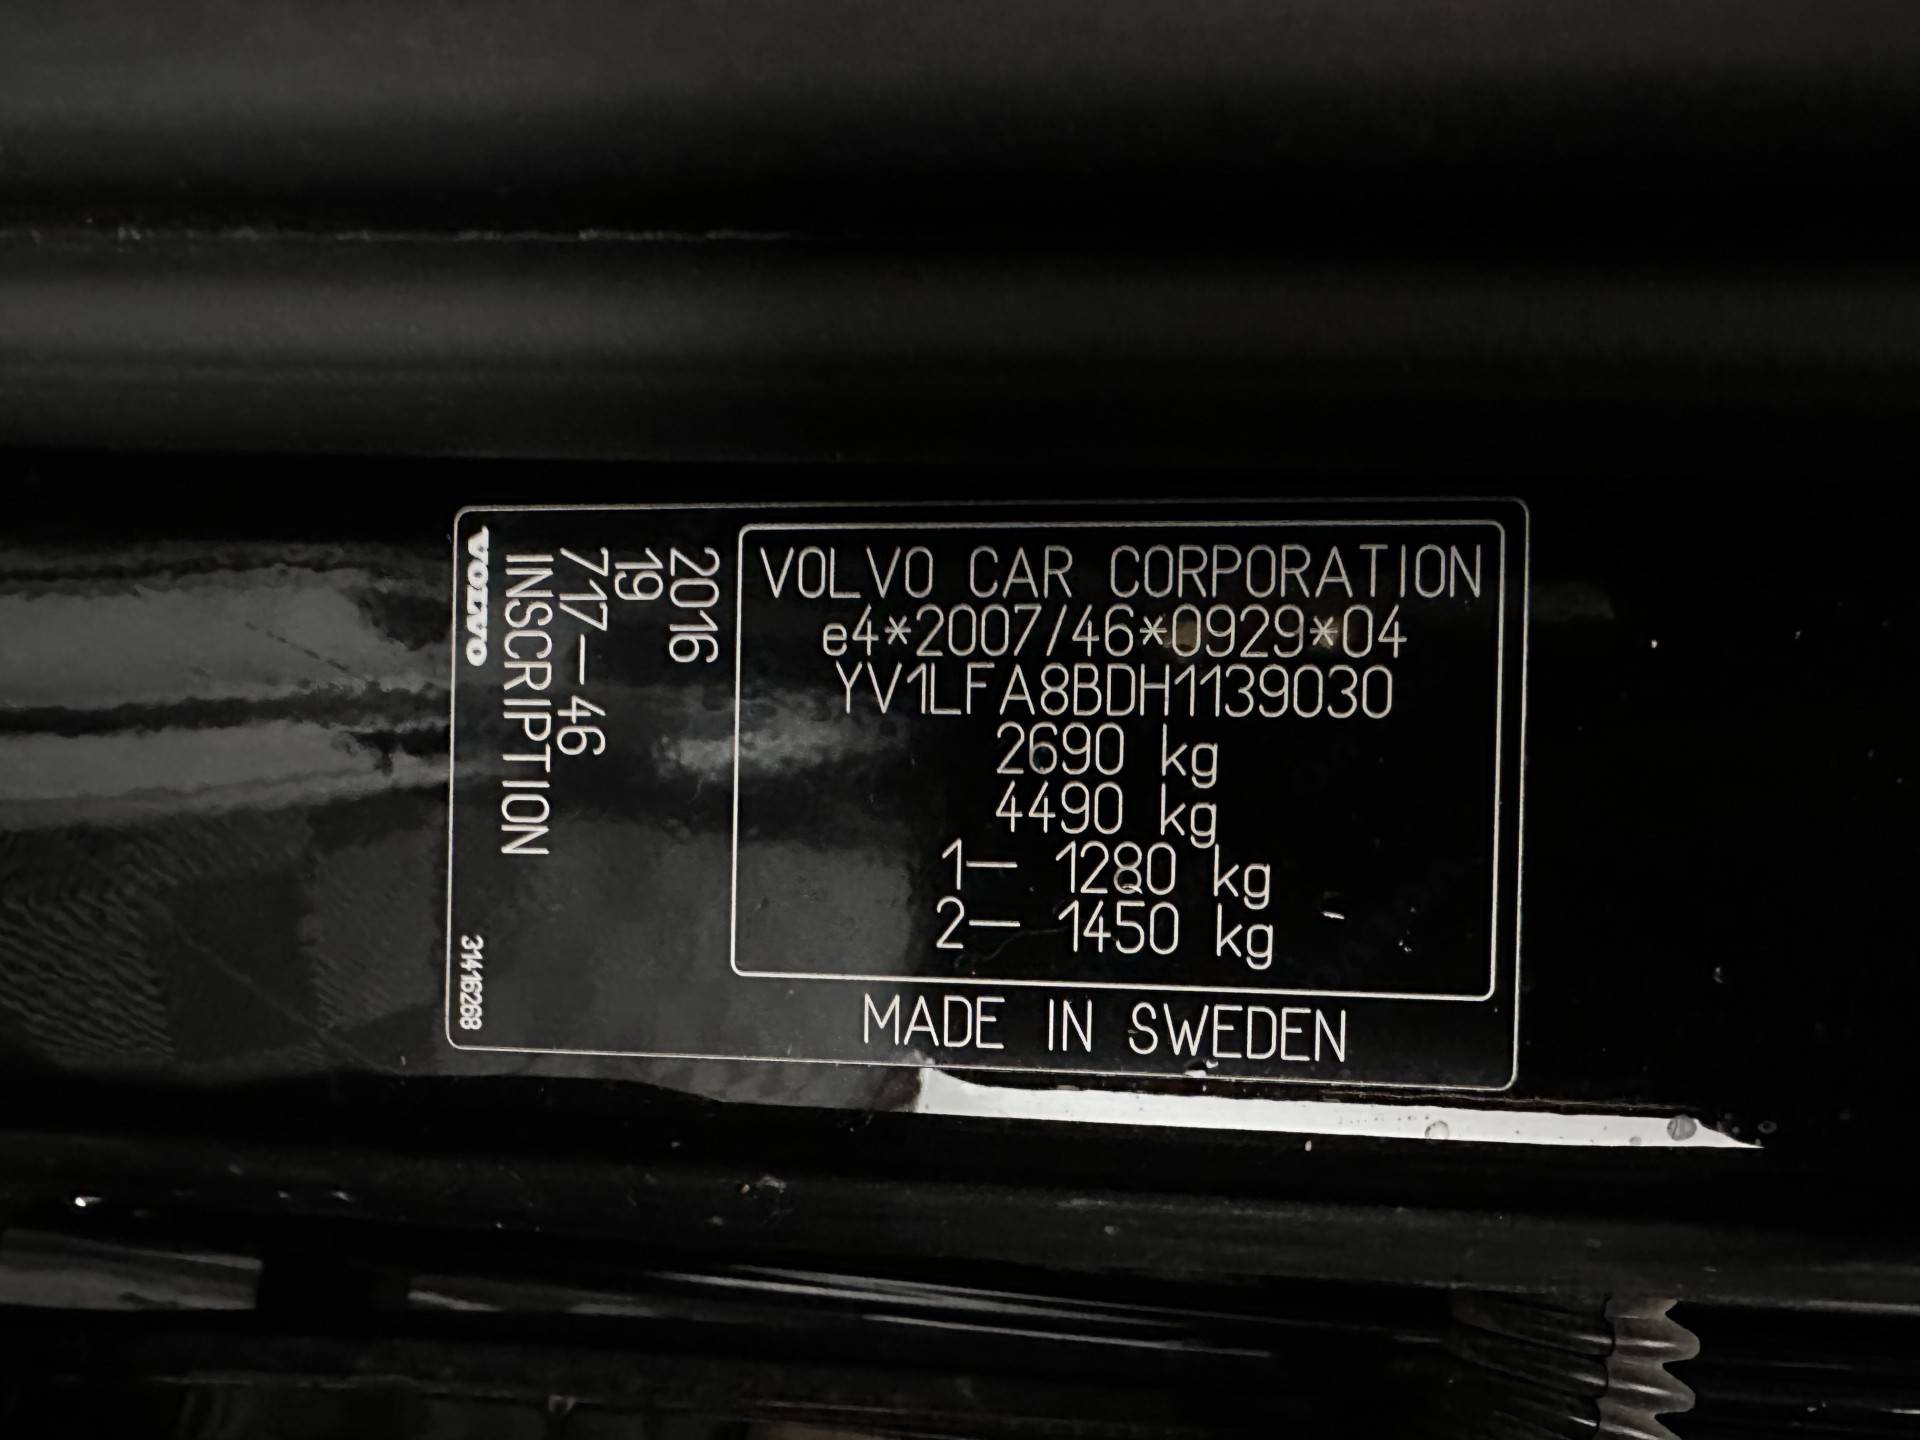 VOLVO CAR CORPORATION
e4*2007/46*0929*04
YV1LFA8BDH1139030
2690 kg
4490 kg
1- 1280 kg
2- 1450 kg
MADE IN SWEDEN
2016
19
717-46
INSCRIPTION
VOLVO
31416268